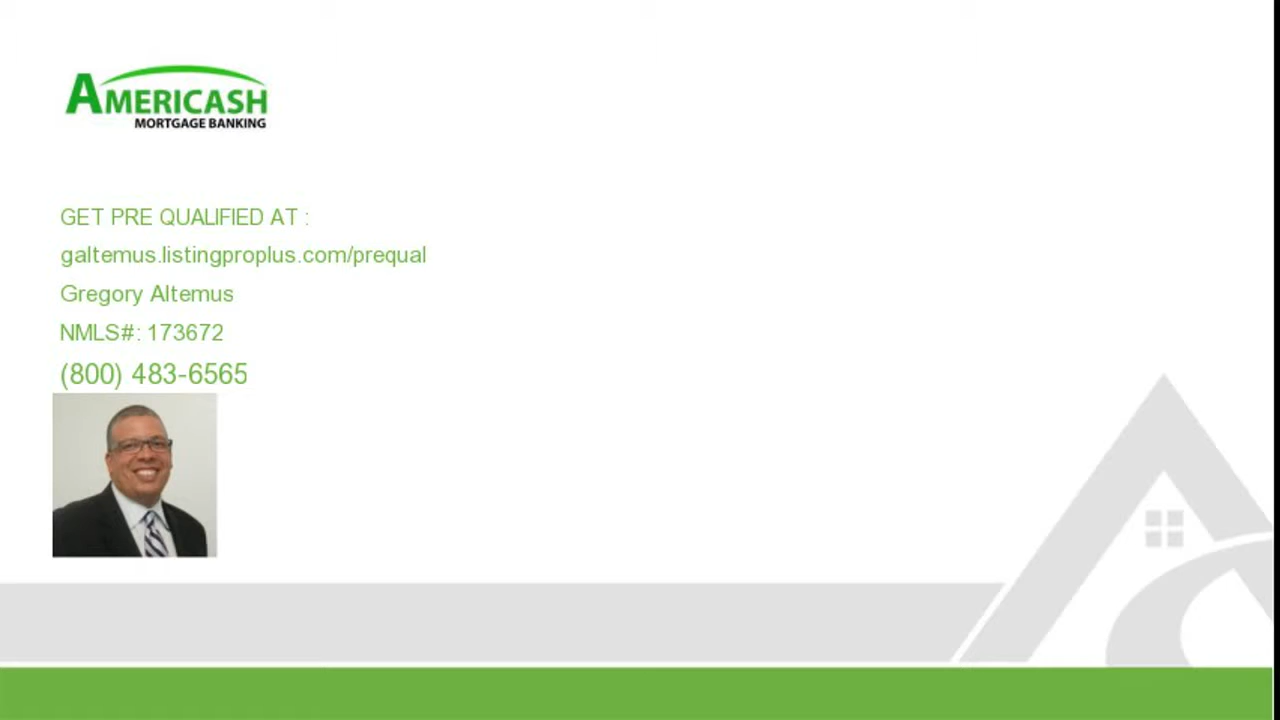 AMERICASH
MORTGAGE BANKING
GET PRE QUALIFIED AT :
galtemus.listingproplus.com/prequal
Gregory Altemus
NMLS#: 173672
(800) 483-6565